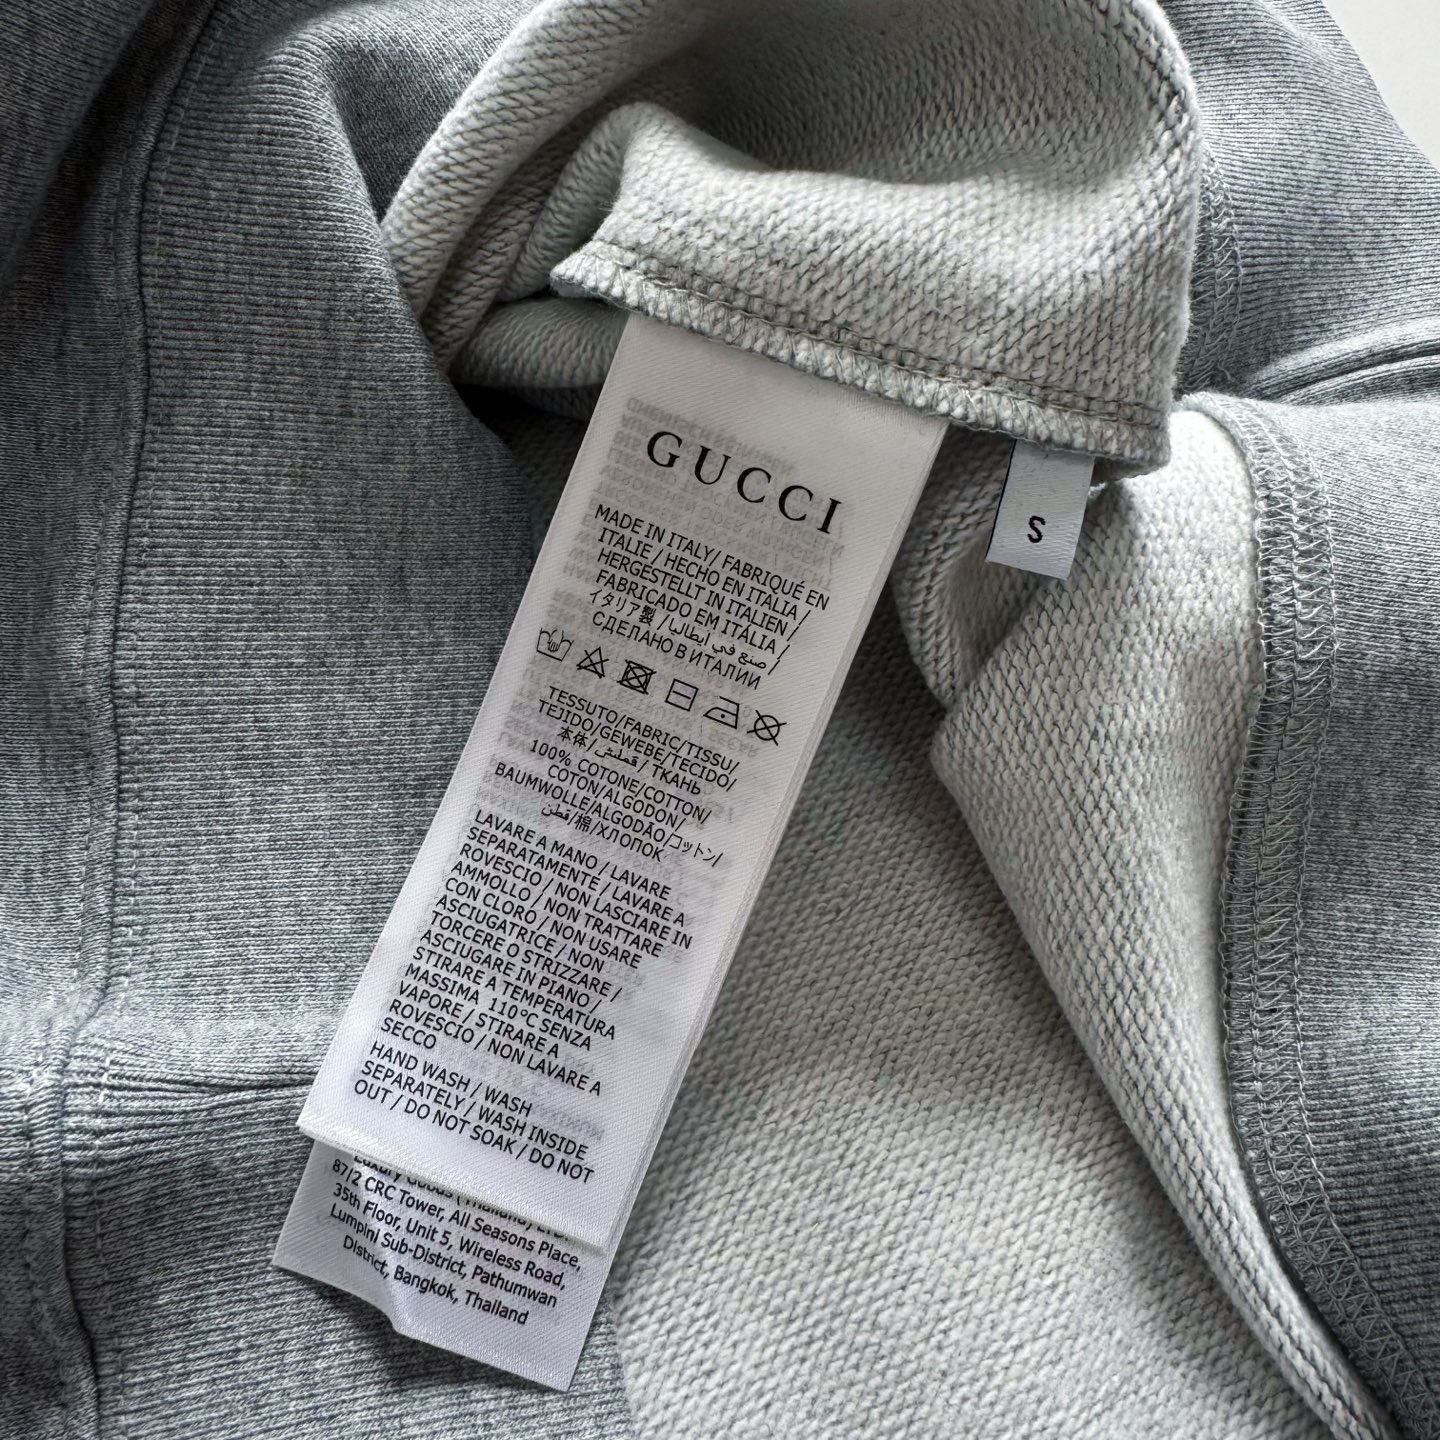 GUCCI
MADE IN ITALY/ FABRIQUÉ EN
ITALIE / HECHO EN ITALIA /
HERGESTELLT IN ITALIEN /
FABRICADO EM ITÁLIA /
イタリア製 / صنع في ايطاليا /
СДЕЛАНО В ИТАЛИИ
TESSUTO/FABRIC/TISSU/
TEJIDO/GEWEBE/TECIDO/
本体/قماش/ТКАНЬ
100% COTONE/COTTON/
COTON/ALGODON/
BAUMWOLLE/ALGODÃO/コットン/
قطن/棉/ХЛОПОК
LAVARE A MANO / LAVARE
SEPARATAMENTE / LAVARE A
ROVESCIO / NON LASCIARE IN
AMMOLLO / NON TRATTARE
CON CLORO / NON USARE
ASCIUGATRICE / NON
TORCERE O STRIZZARE /
ASCIUGARE IN PIANO /
STIRARE A TEMPERATURA
MASSIMA 110°C SENZA
VAPORE / STIRARE A
ROVESCIO / NON LAVARE A
SECCO
HAND WASH / WASH
SEPARATELY / WASH INSIDE
OUT / DO NOT SOAK / DO NOT
Luxury Goods (Thailand) LTD.
87/2 CRC Tower, All Seasons Place,
35th Floor, Unit 5, Wireless Road,
Lumpini Sub-District, Pathumwan
District, Bangkok, Thailand
S